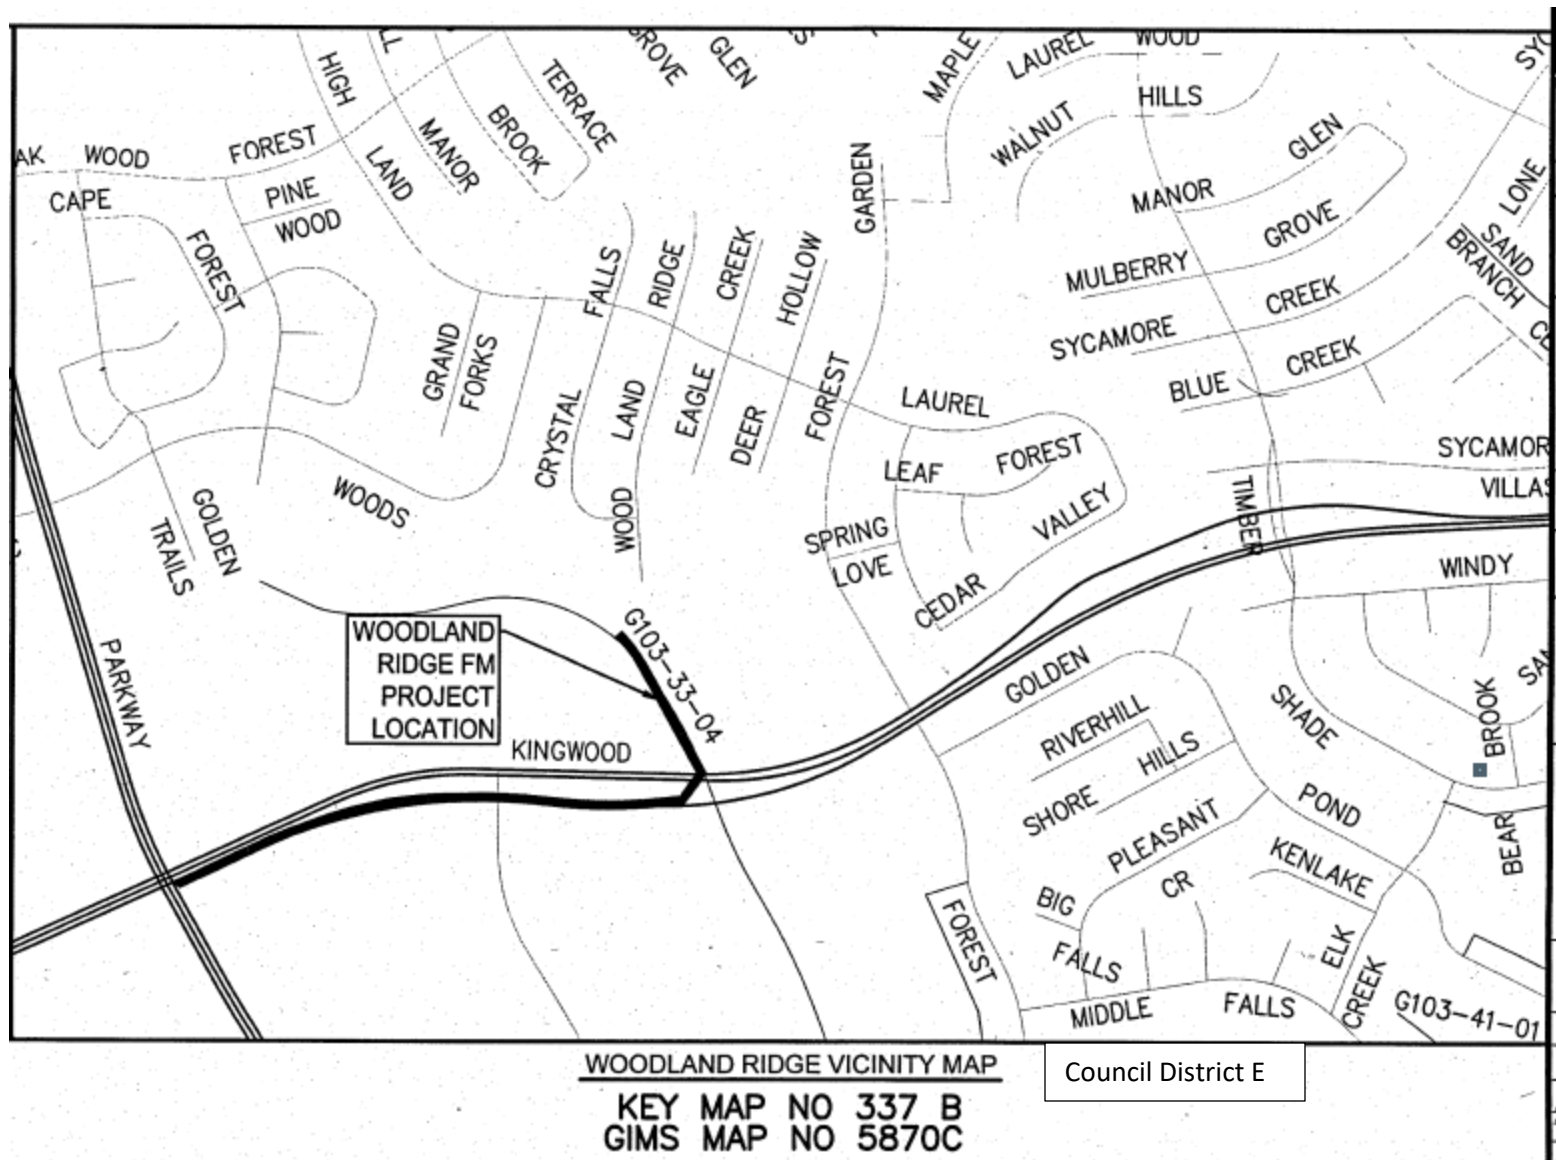 GROVE
GLEN
MAPLE
LAUREL
WOOD
HIGH
LAND
MANOR
BROOK
TERRACE
WALNUT
HILLS
WOOD
FOREST
CAPE
FOREST
PINE
WOOD
GARDEN
FOREST
MANOR
GLEN
MULBERRY
GROVE
SYCAMORE
CREEK
BLUE
CREEK
LONE
SAND
BRANCH
GRAND
FORKS
CRYSTAL
FALLS
WOOD
LAND
RIDGE
EAGLE
CREEK
DEER
HOLLOW
LAUREL
LEAF
FOREST
SPRING
LOVE
CEDAR
VALLEY
GOLDEN
TRAILS
WOODS
TIMBER
SYCAMOR
VILLAS
WINDY
PARKWAY
WOODLAND
RIDGE FM
PROJECT
LOCATION
G103-33-04
KINGWOOD
GOLDEN
RIVERHILL
SHORE
HILLS
PLEASANT
SHADE
BROOK
SAN
POND
KENLAKE
BEAR
BIG
FALLS
CR
FOREST
ELK
CREEK
MIDDLE
FALLS
G103-41-01
WOODLAND RIDGE VICINITY MAP
Council District E
KEY MAP NO 337 B
GIMS MAP NO 5870C